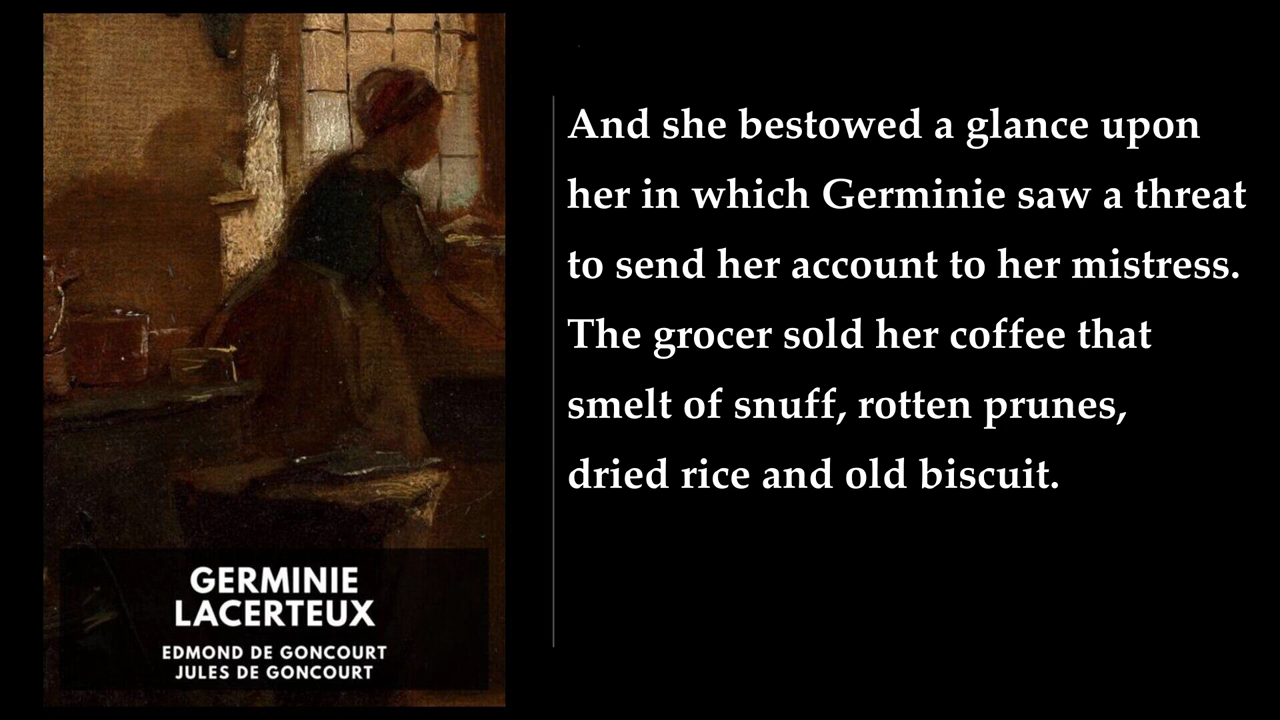 And she bestowed a glance upon
her in which Germinie saw a threat
to send her account to her mistress.
The grocer sold her coffee that
smelt of snuff, rotten prunes,
dried rice and old biscuit.
GERMINIE
LACERTEUX
EDMOND DE GONCOURT
JULES DE GONCOURT